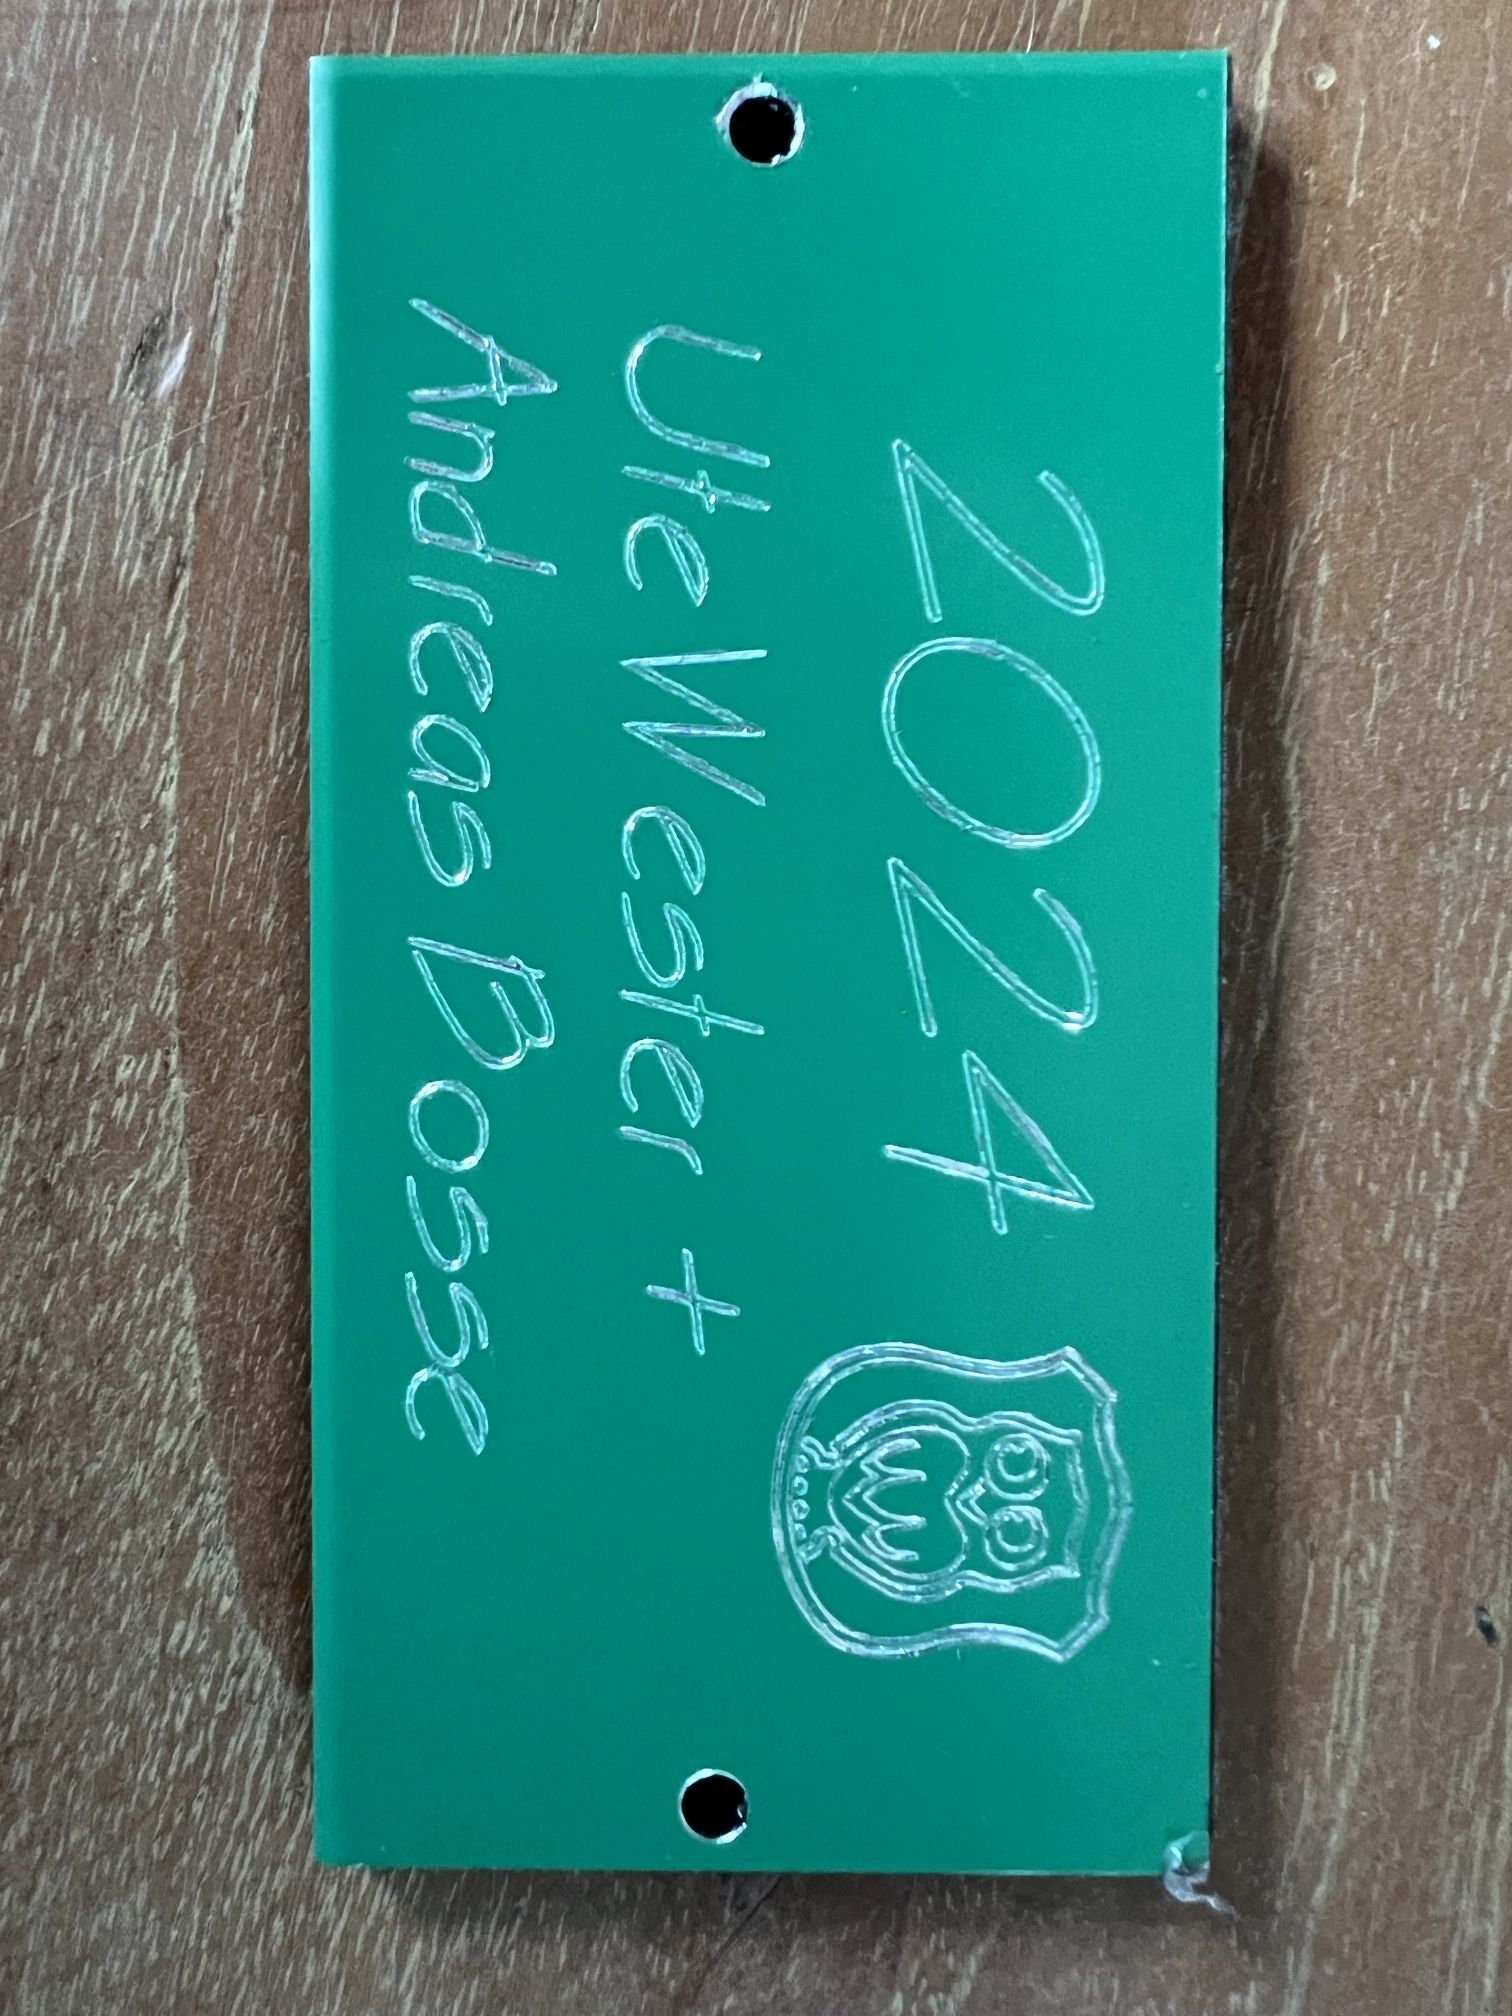 2024
Ute Wester +
Andreas Bosse